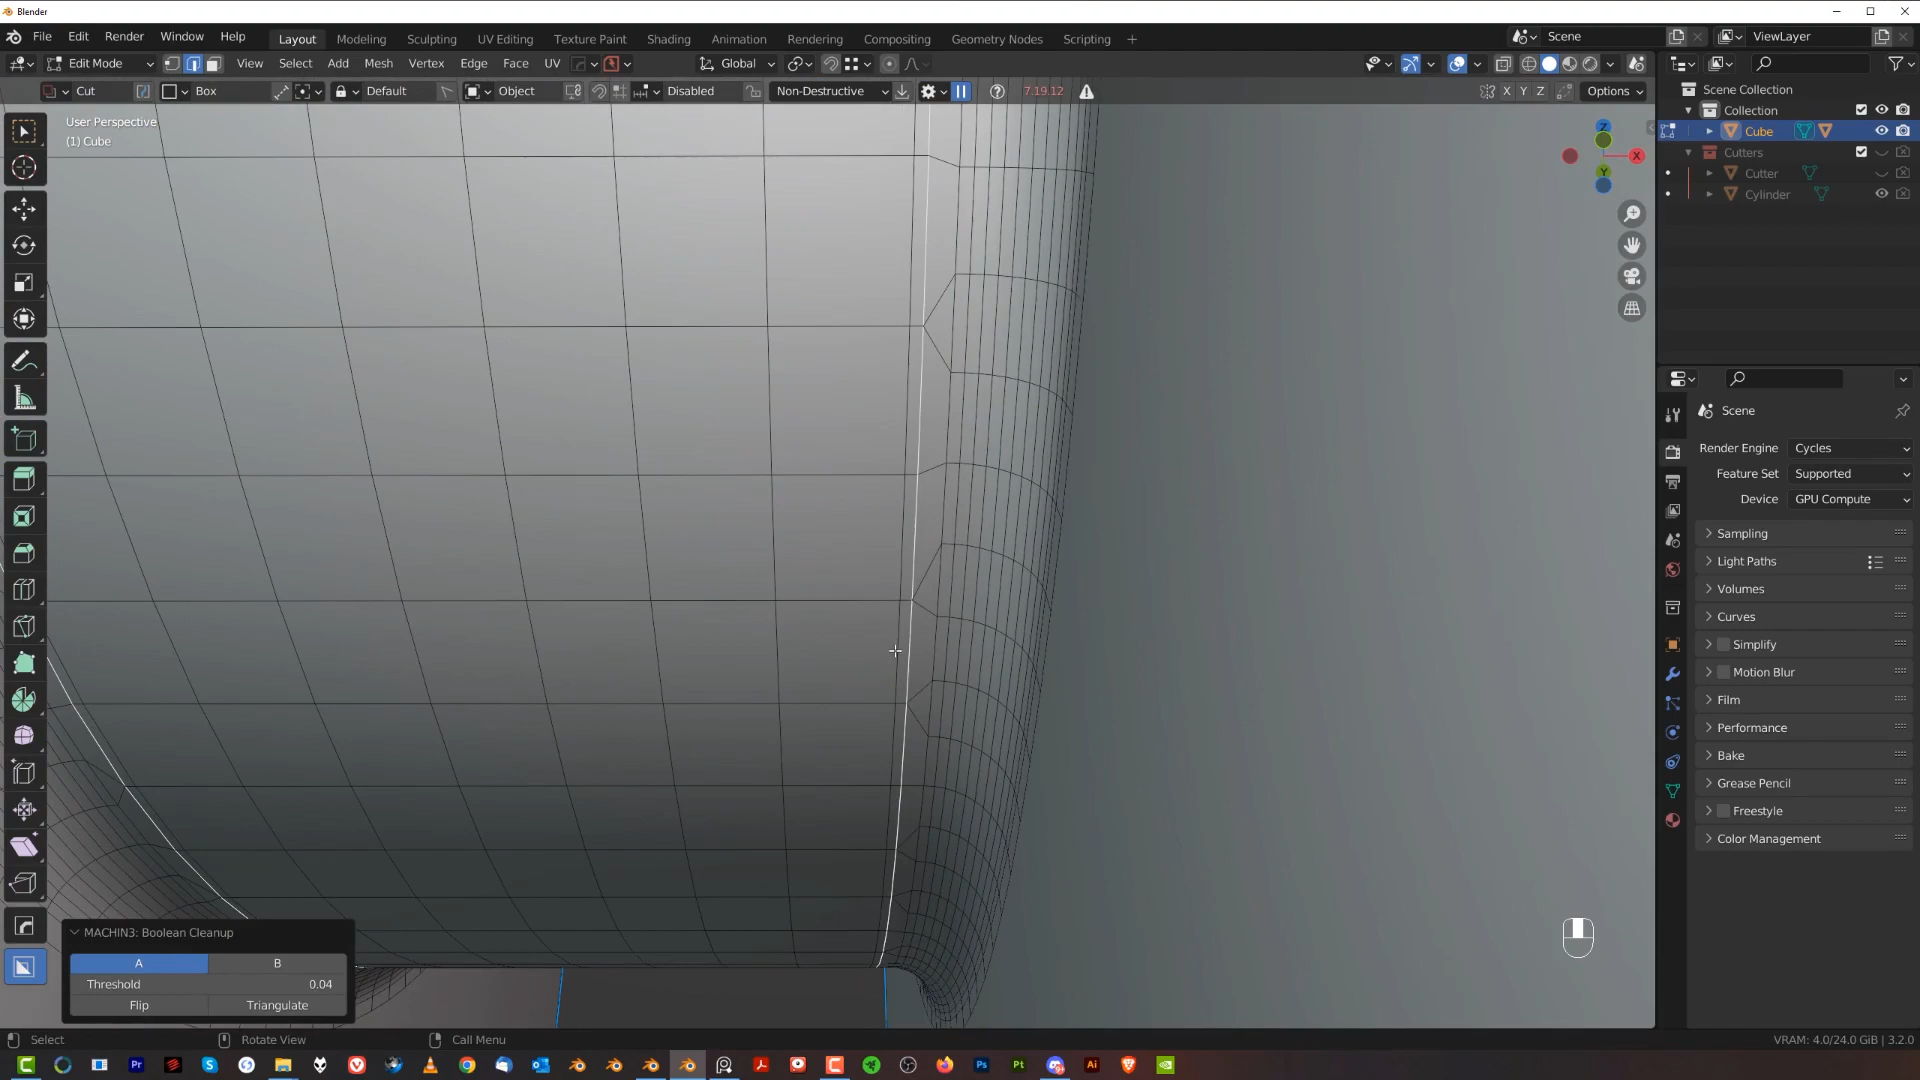 Blender
File Edit Render Window Help Layout Modeling Sculpting UV Editing Texture Paint Shading Animation Rendering Compositing Geometry Nodes Scripting + Scene ViewLayer
Edit Mode View Select Add Mesh Vertex Edge Face UV Global
Cut Box Default Object Disabled Non-Destructive 7.19.12 X Y Z Options
User Perspective
(1) Cube
Z
X
Y
Scene Collection
Collection
Cube
Cutters
Cutter
Cylinder
Scene
Render Engine Cycles
Feature Set Supported
Device GPU Compute
Sampling
Light Paths
Volumes
Curves
Simplify
Motion Blur
Film
Performance
Bake
Grease Pencil
Freestyle
Color Management
MACHIN3: Boolean Cleanup
A B
Threshold 0.04
Flip Triangulate
Select Rotate View Call Menu VRAM: 4.0/24.0 GiB | 3.2.0
Pr Ps Pt Ai